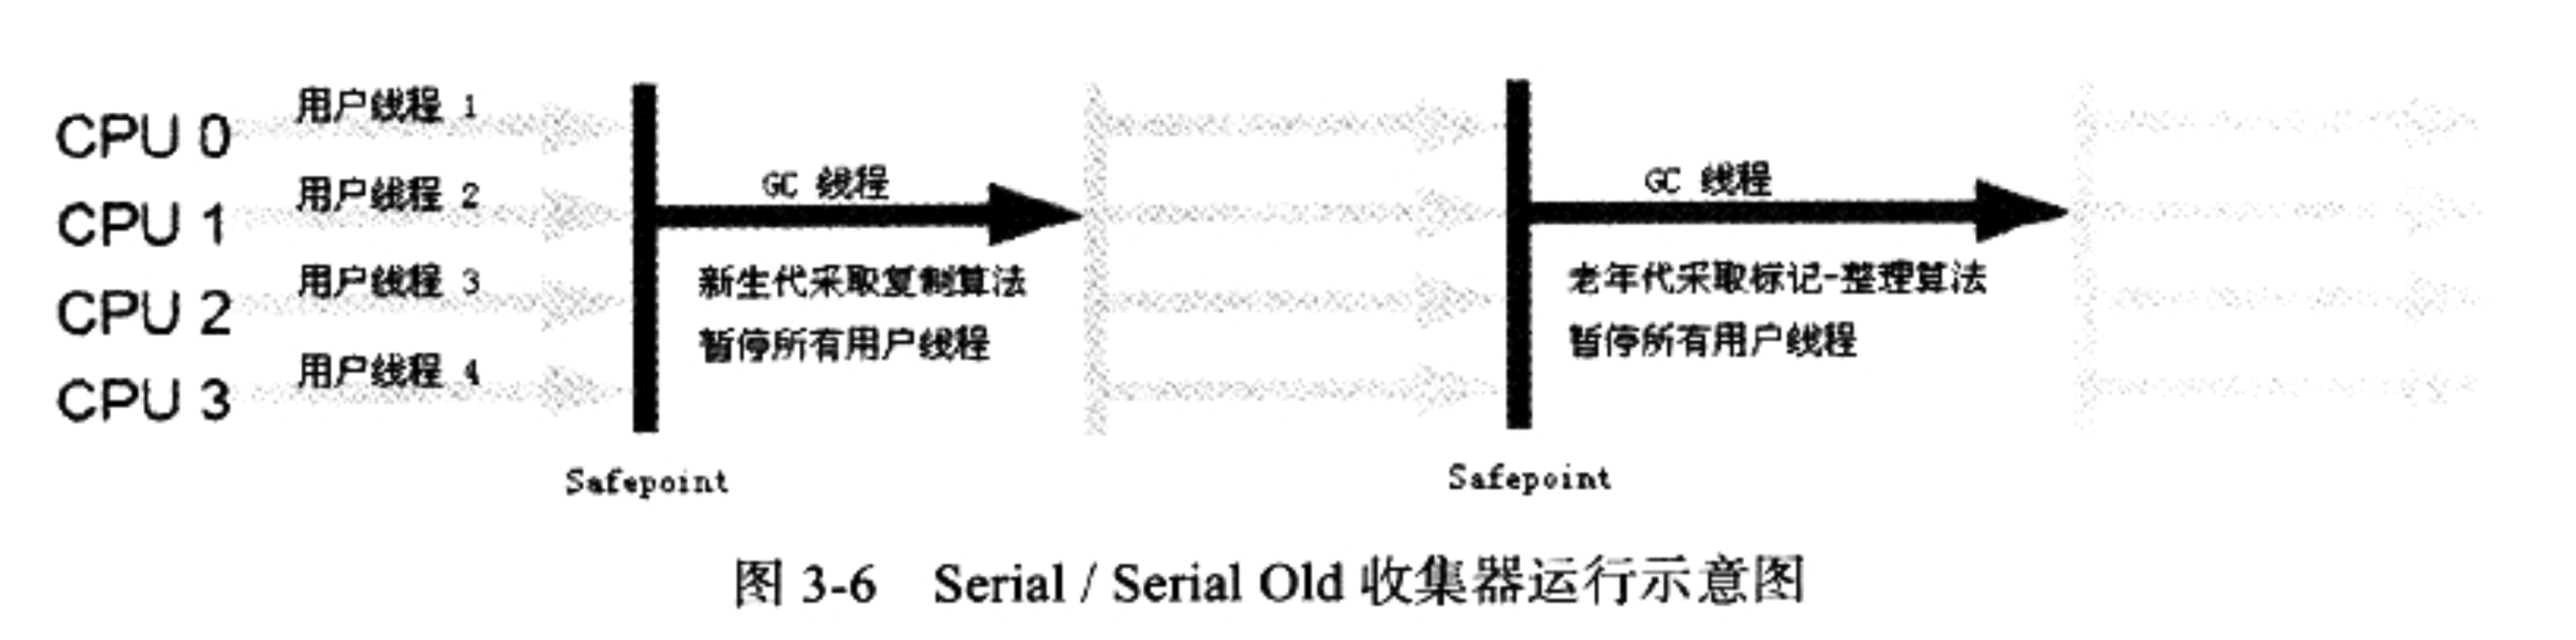 CPU 0
用户线程 1
CPU 1
用户线程 2
CPU 2
用户线程 3
CPU 3
用户线程 4
Safepoint
GC 线程
新生代采取复制算法
暂停所有用户线程
Safepoint
GC 线程
老年代采取标记-整理算法
暂停所有用户线程
图 3-6 Serial / Serial Old 收集器运行示意图